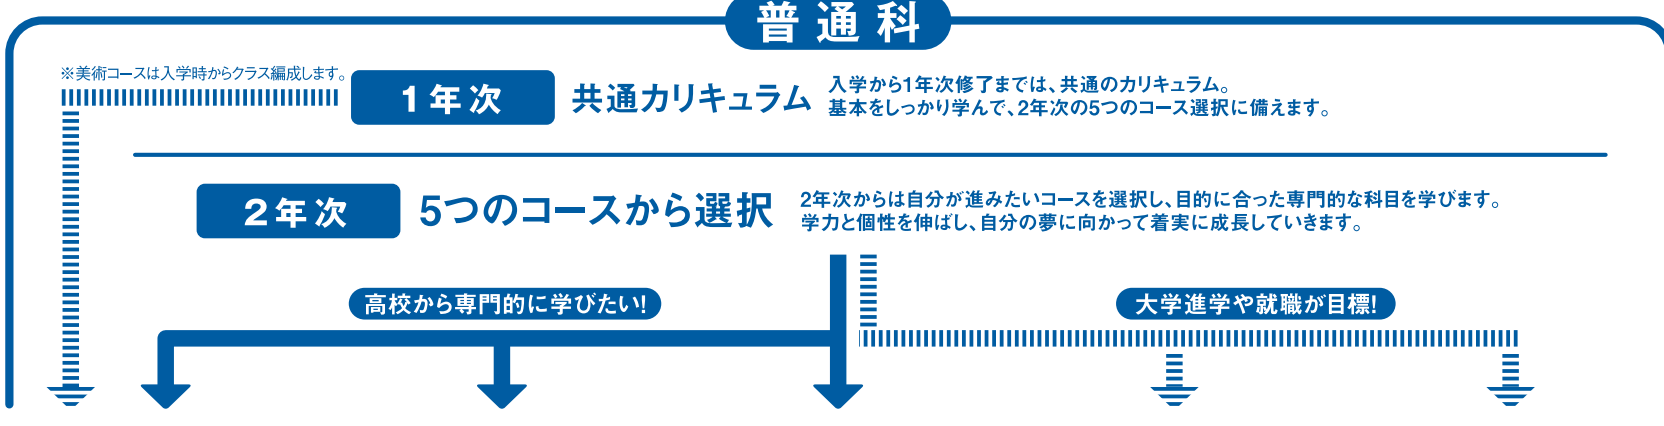 普通科
※美術コースは入学時からクラス編成します。
1年次
共通カリキュラム
入学から1年次修了までは、共通のカリキュラム。
基本をしっかり学んで、2年次の5つのコース選択に備えます。
2年次
5つのコースから選択
2年次からは自分が進みたいコースを選択し、目的に合った専門的な科目を学びます。
学力と個性を伸ばし、自分の夢に向かって着実に成長していきます。
高校から専門的に学びたい!
大学進学や就職が目標!